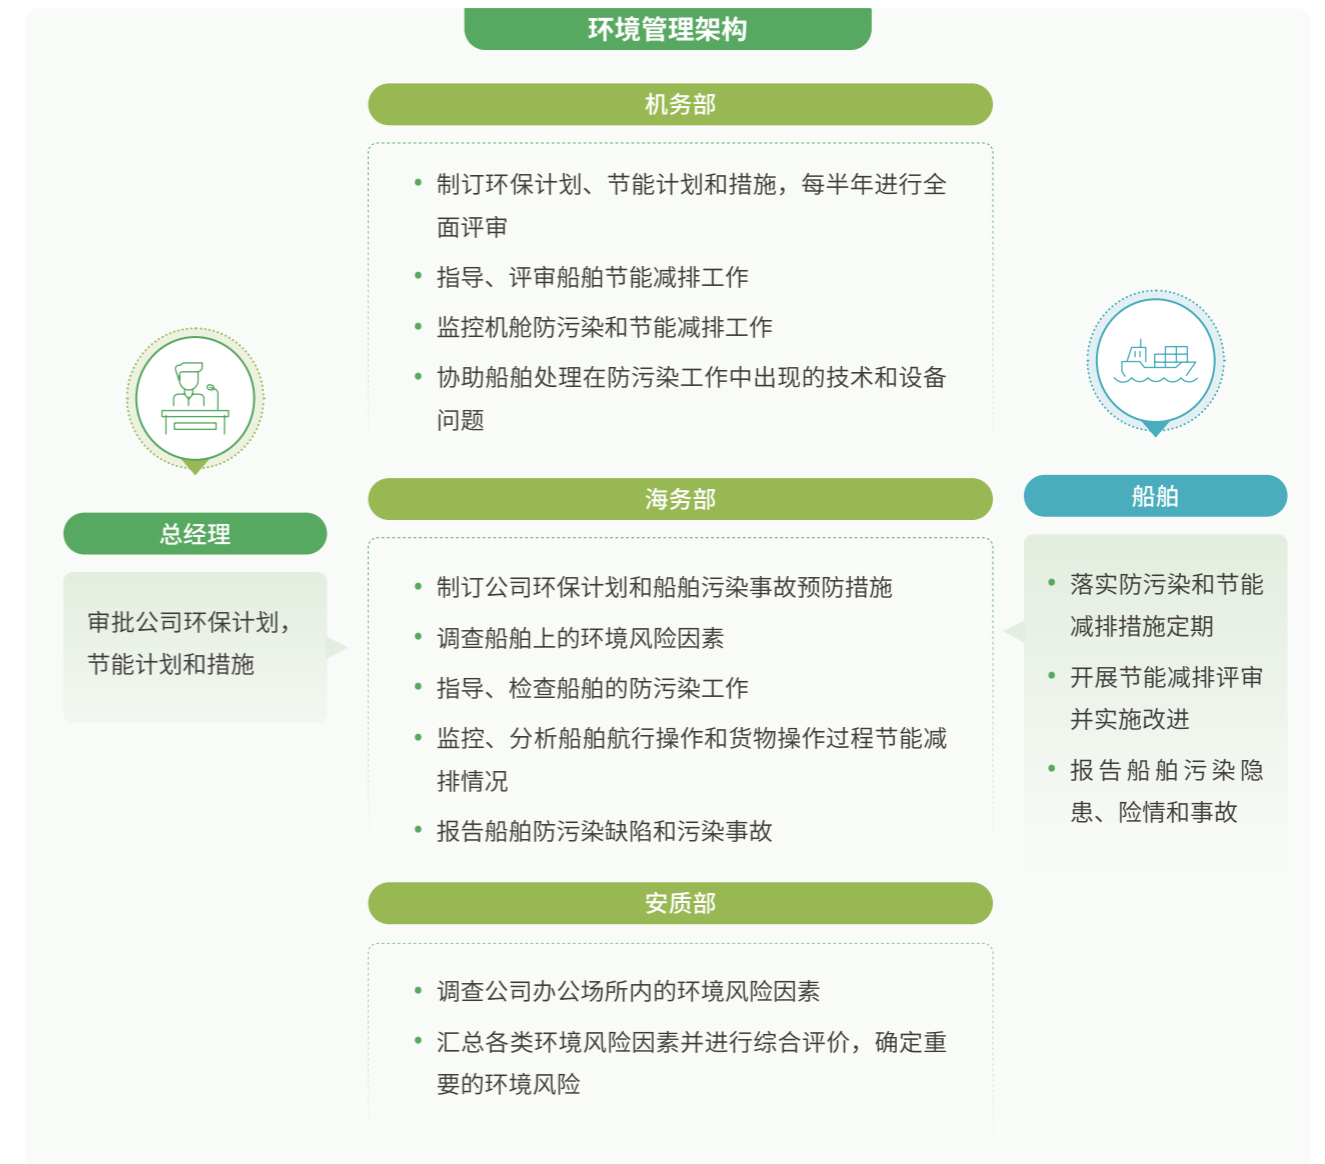 环境管理架构
机务部
• 制订环保计划、节能计划和措施，每半年进行全
面评审
• 指导、评审船舶节能减排工作
• 监控机舱防污染和节能减排工作
• 协助船舶处理在防污染工作中出现的技术和设备
问题
总经理
审批公司环保计划，
节能计划和措施
海务部
• 制订公司环保计划和船舶污染事故预防措施
• 调查船舶上的环境风险因素
• 指导、检查船舶的防污染工作
• 监控、分析船舶航行操作和货物操作过程节能减
排情况
• 报告船舶防污染缺陷和污染事故
安质部
• 调查公司办公场所内的环境风险因素
• 汇总各类环境风险因素并进行综合评价，确定重
要的环境风险
船舶
• 落实防污染和节能
减排措施定期
• 开展节能减排评审
并实施改进
• 报告船舶污染隐
患、险情和事故